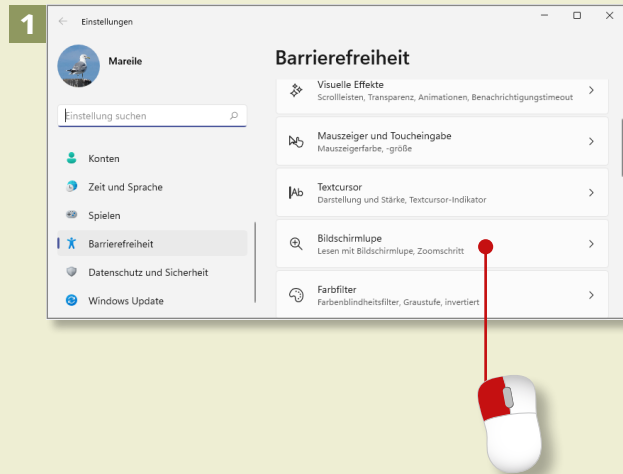 1
Einstellungen
Mareile
Einstellung suchen
Konten
Zeit und Sprache
Spielen
Barrierefreiheit
Datenschutz und Sicherheit
Windows Update
Barrierefreiheit
Visuelle Effekte
Scrollleisten, Transparenz, Animationen, Benachrichtigungstimeout
Mauszeiger und Toucheingabe
Mauszeigerfarbe, -größe
Ab
Textcursor
Darstellung und Stärke, Textcursor-Indikator
Bildschirmlupe
Lesen mit Bildschirmlupe, Zoomschritt
Farbfilter
Farbenblindheitsfilter, Graustufe, invertiert